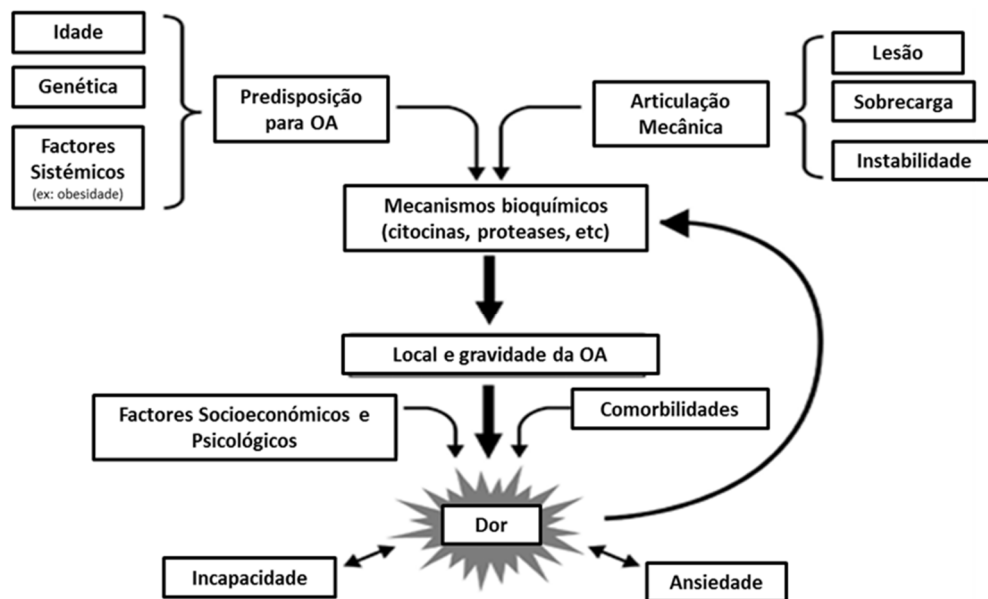 Idade
Genética
Factores
Sistémicos
(ex: obesidade)
Predisposição
para OA
Articulação
Mecânica
Lesão
Sobrecarga
Instabilidade
Mecanismos bioquímicos
(citocinas, proteases, etc)
Local e gravidade da OA
Factores Socioeconómicos e
Psicológicos
Comorbilidades
Dor
Incapacidade
Ansiedade